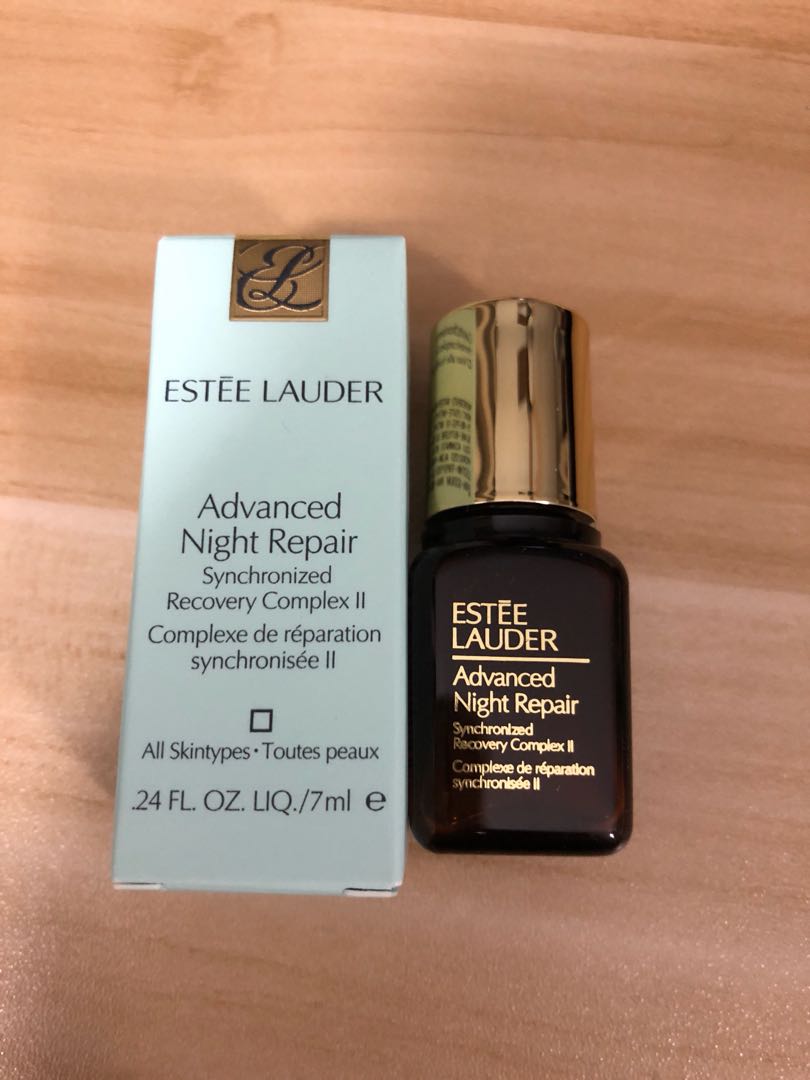 EL
ESTĒE LAUDER
Advanced
Night Repair
Synchronized
Recovery Complex II
Complexe de réparation
synchronisée II
All Skintypes • Toutes peaux
.24 FL. OZ. LIQ./7ml ℮
ESTĒE
LAUDER
Advanced
Night Repair
Synchronized
Recovery Complex II
Complexe de réparation
synchronisée II